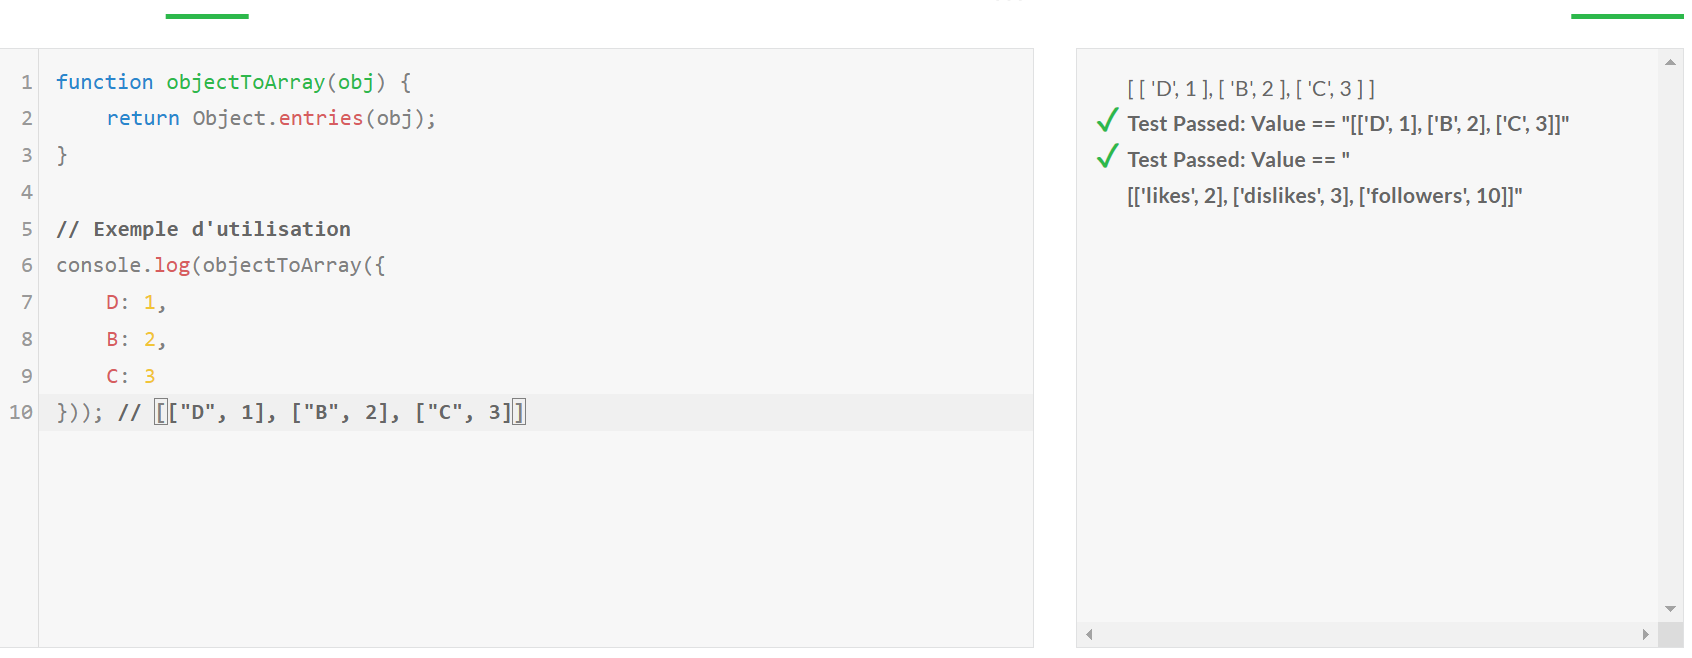 1 function objectToArray(obj) {
2 return Object.entries(obj);
3 }
4
5 // Exemple d'utilisation
6 console.log(objectToArray({
7 D: 1,
8 B: 2,
9 C: 3
10 })); // [["D", 1], ["B", 2], ["C", 3]]
[ [ 'D', 1 ], [ 'B', 2 ], [ 'C', 3 ] ]
Test Passed: Value == "[['D', 1], ['B', 2], ['C', 3]]"
Test Passed: Value == "
[['likes', 2], ['dislikes', 3], ['followers', 10]]"